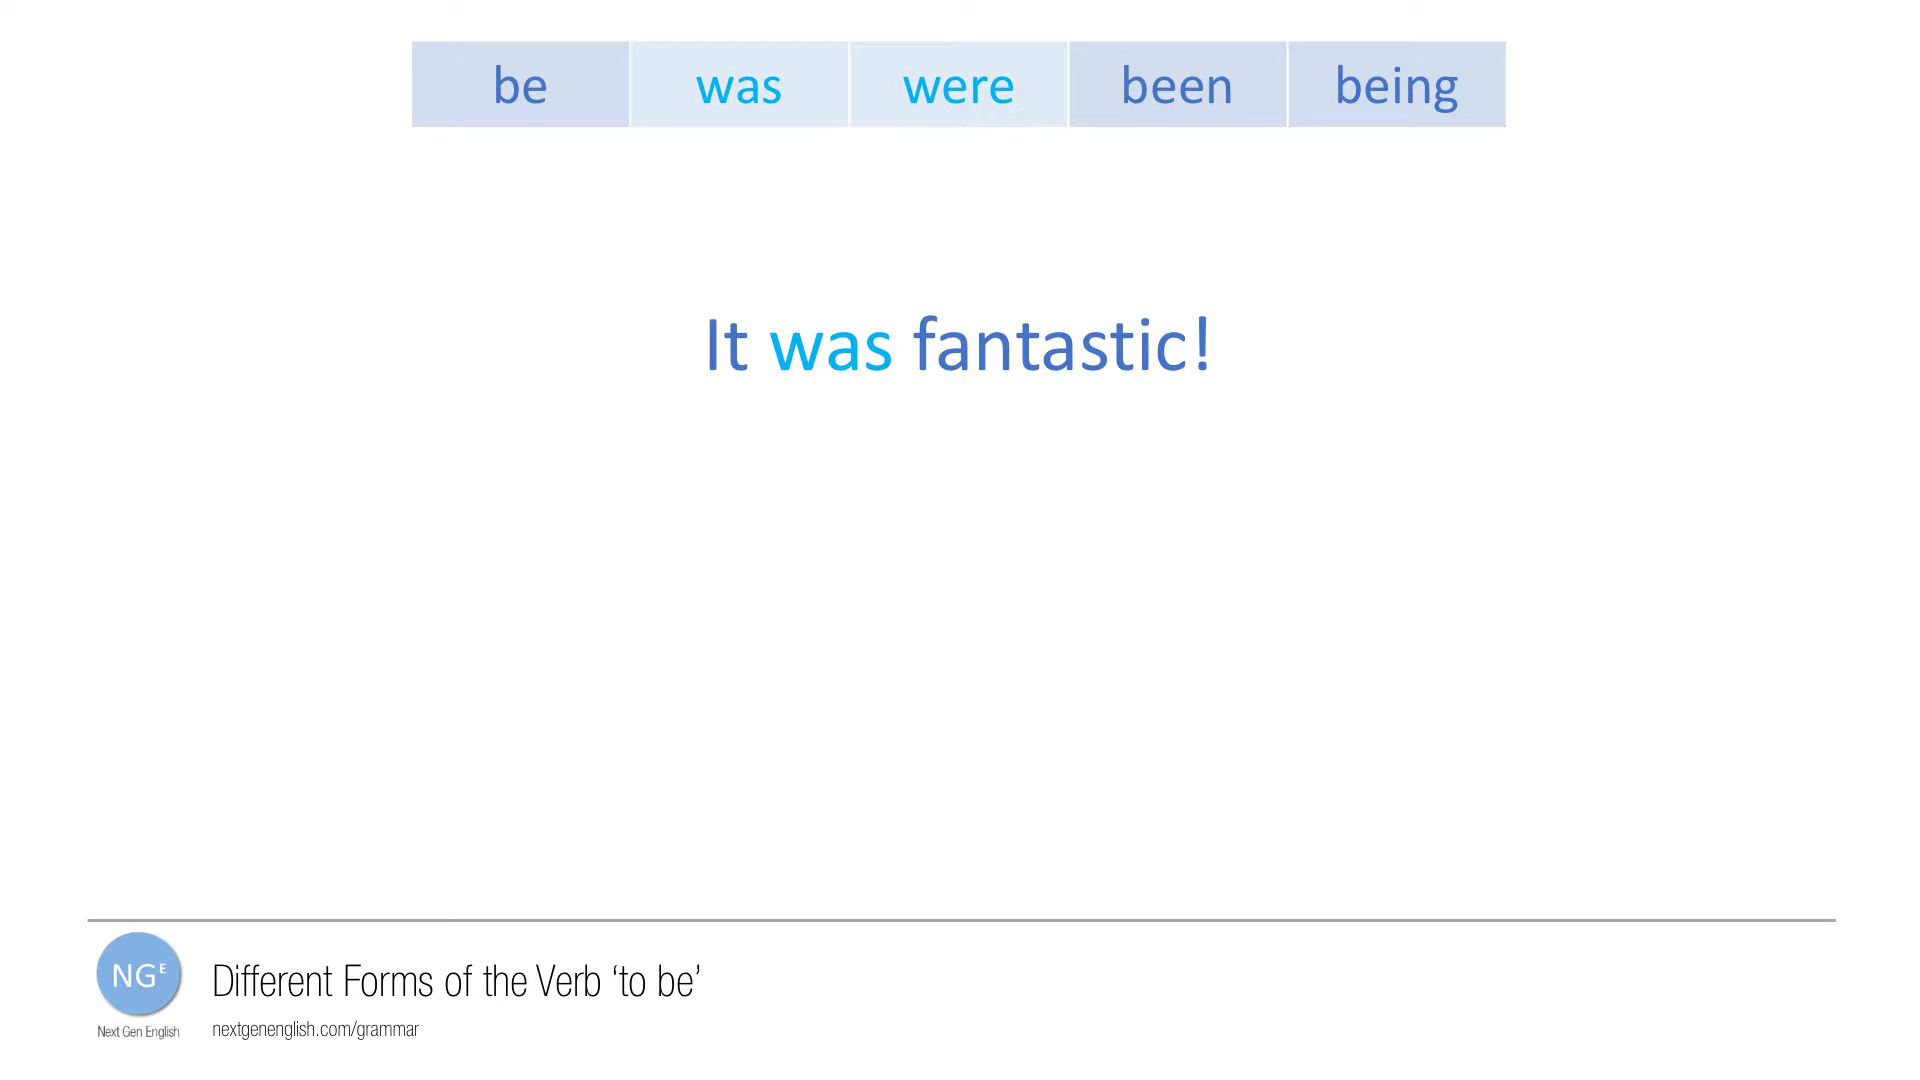 be was were been being
It was fantastic!
NGE
Different Forms of the Verb ‘to be’
Next Gen English
nextgenenglish.com/grammar